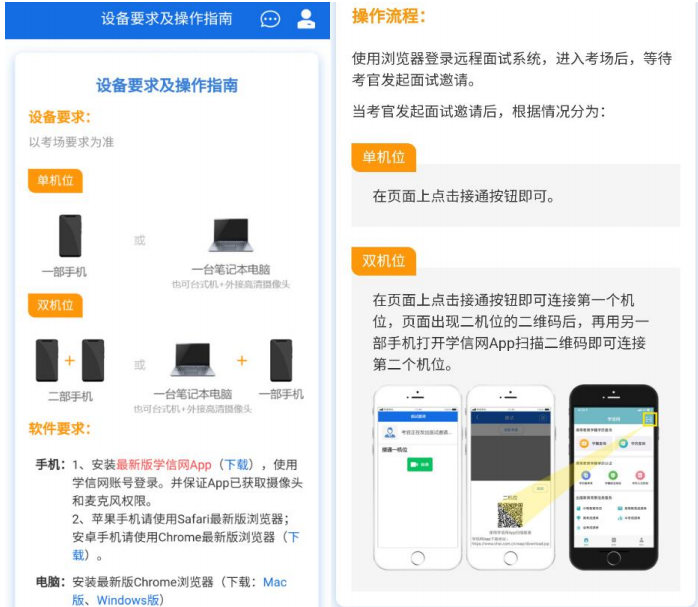 设备要求及操作指南
设备要求及操作指南
设备要求：
以考场要求为准
单机位
或
一部手机
一台笔记本电脑
也可台式机+外接高清摄像头
双机位
+
或
+
二部手机
一台笔记本电脑
一部手机
也可台式机+外接高清摄像头
软件要求：
手机：1、安装最新版学信网App（下载），使用
学信网账号登录。并保证App已获取摄像头
和麦克风权限。
2、苹果手机请使用Safari最新版浏览器；
安卓手机请使用Chrome最新版浏览器（下
载）。
电脑：安装最新版Chrome浏览器（下载：Mac
版、Windows版）
操作流程：
使用浏览器登录远程面试系统，进入考场后，等待
考官发起面试邀请。
当考官发起面试邀请后，根据情况分为：
单机位
在页面上点击接通按钮即可。
双机位
在页面上点击接通按钮即可连接第一个机
位，页面出现二机位的二维码后，再用另一
部手机打开学信网App扫描二维码即可连接
第二个机位。
二机位
学信网